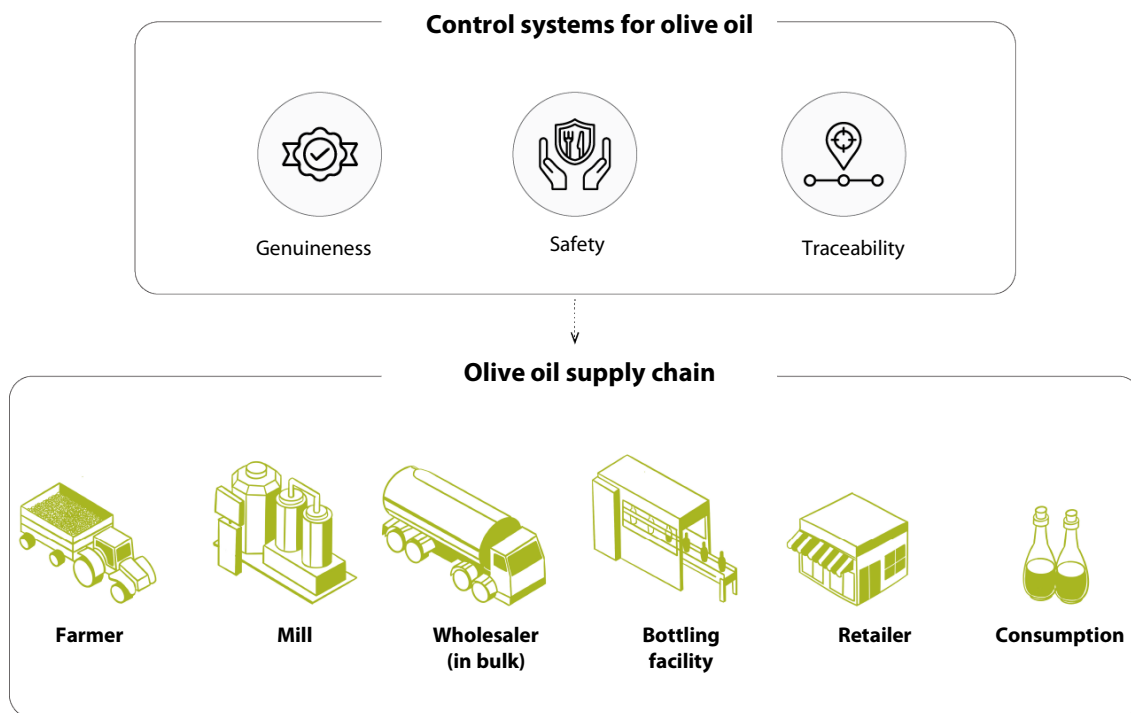 Control systems for olive oil
Genuineness
Safety
Traceability
Olive oil supply chain
Farmer
Mill
Wholesaler
(in bulk)
Bottling
facility
Retailer
Consumption